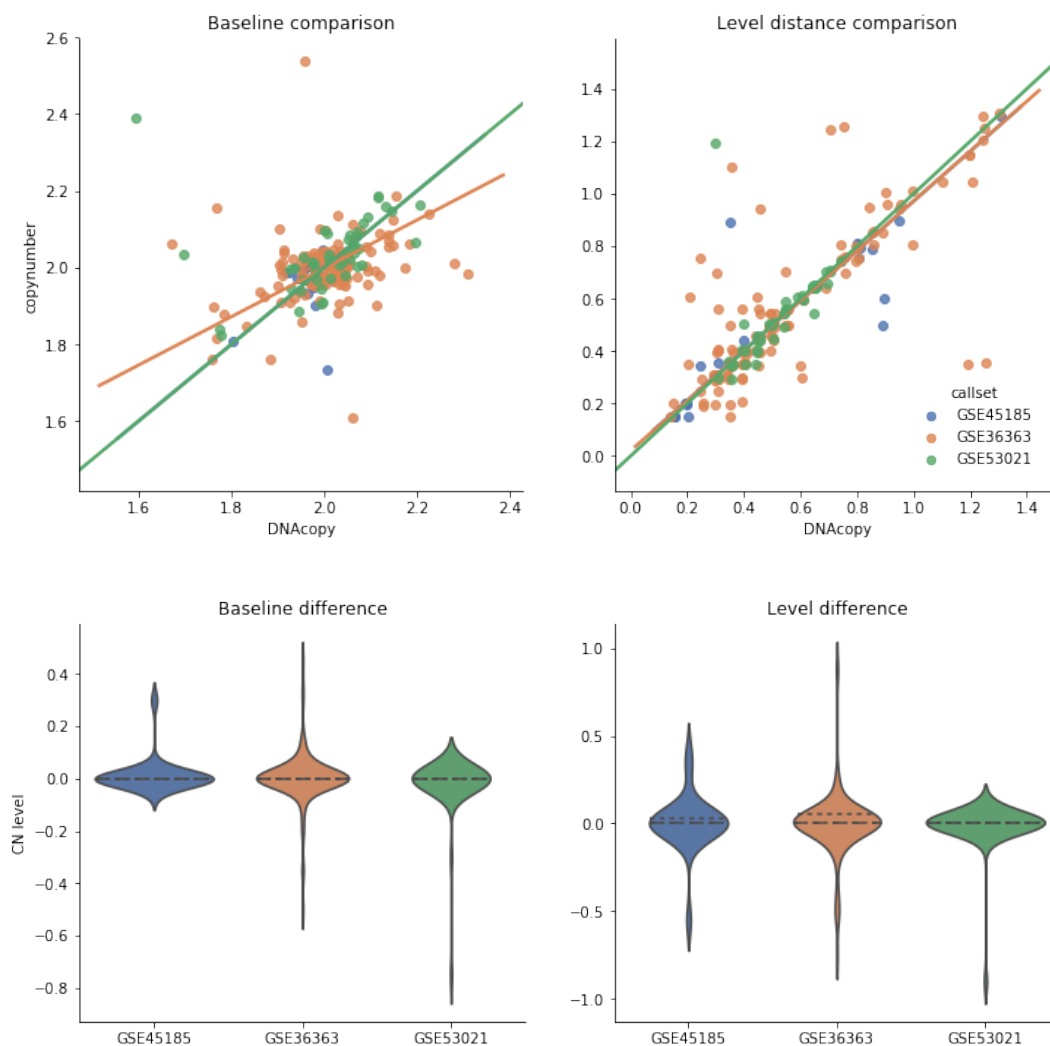 Baseline comparison
2.6
2.4
2.2
2.0
1.8
1.6
copynumber
1.6
1.8
2.0
2.2
2.4
DNAcopy
Level distance comparison
1.4
1.2
1.0
0.8
0.6
0.4
0.2
0.0
callset
GSE45185
GSE36363
GSE53021
0.0
0.2
0.4
0.6
0.8
1.0
1.2
1.4
DNAcopy
Baseline difference
0.4
0.2
0.0
−0.2
−0.4
−0.6
−0.8
CN level
GSE45185
GSE36363
GSE53021
Level difference
1.0
0.5
0.0
−0.5
−1.0
GSE45185
GSE36363
GSE53021